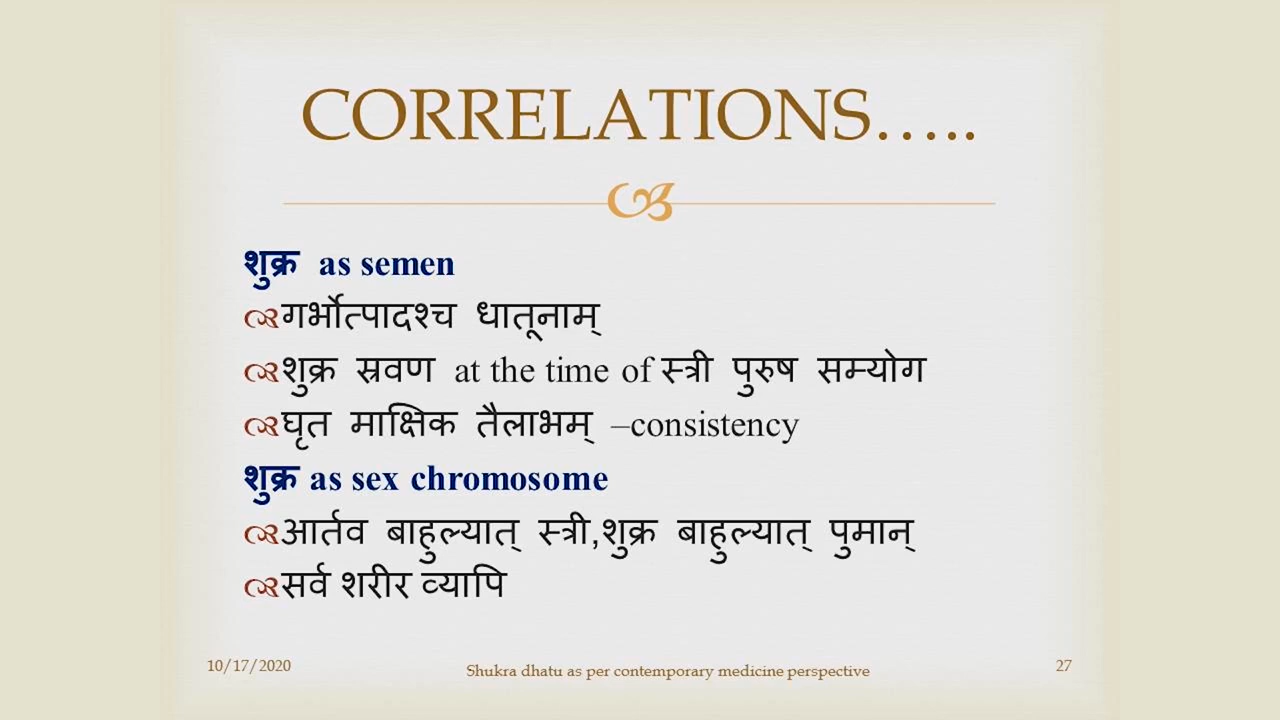 CORRELATIONS…..
शुक्र as semen
गर्भोत्पादश्च धातूनाम्
शुक्र स्रवण at the time of स्त्री पुरुष सम्योग
घृत माक्षिक तैलाभम् –consistency
शुक्र as sex chromosome
आर्तव बाहुल्यात् स्त्री,शुक्र बाहुल्यात् पुमान्
सर्व शरीर व्यापि
10/17/2020 Shukra dhatu as per contemporary medicine perspective 27